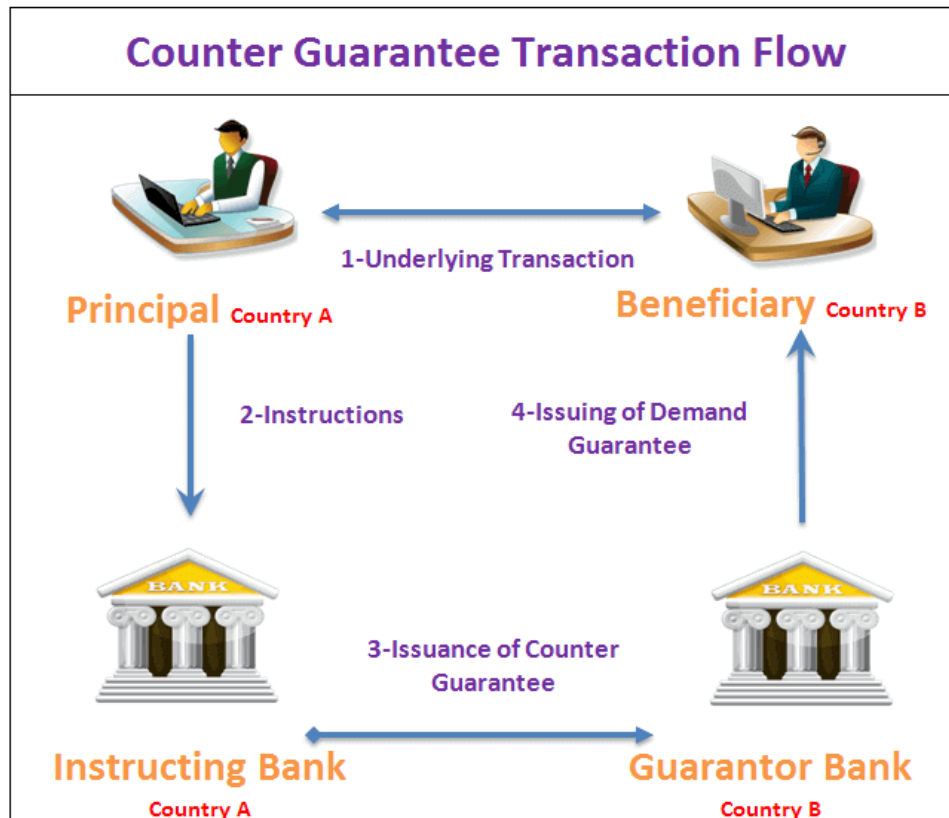 Counter Guarantee Transaction Flow
1-Underlying Transaction
Principal Country A
Beneficiary Country B
2-Instructions
4-Issuing of Demand
Guarantee
BANK
BANK
3-Issuance of Counter
Guarantee
Instructing Bank
Country A
Guarantor Bank
Country B